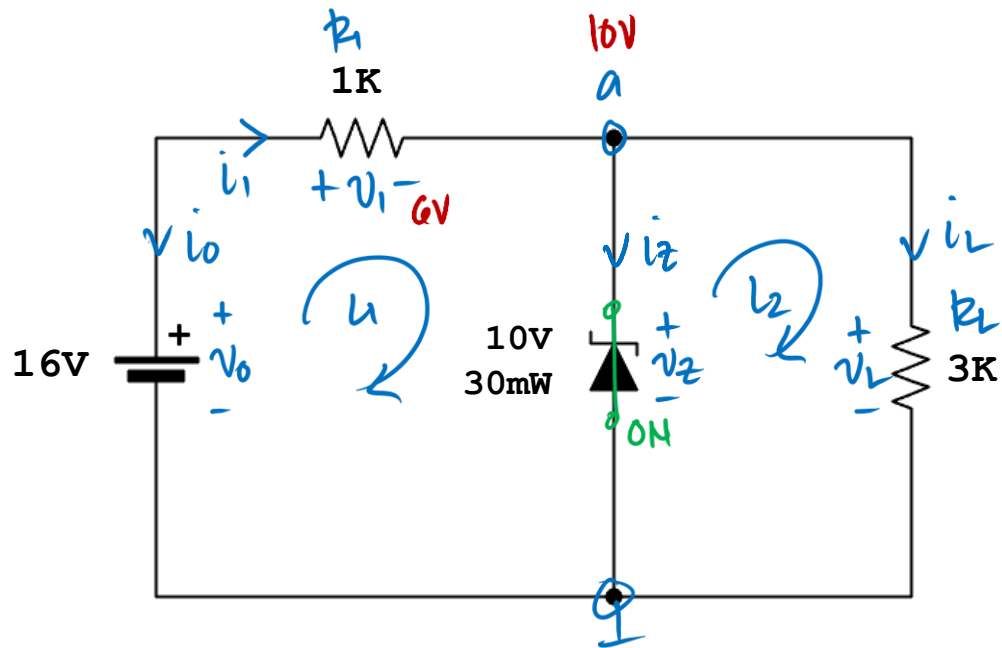 R1
1K
10V
a
i1
+ v1 −
6V
i0
iz
iL
L1
L2
+
16V
+
v0
−
10V
30mW
+
vz
−
ON
+
vL
−
RL
3K